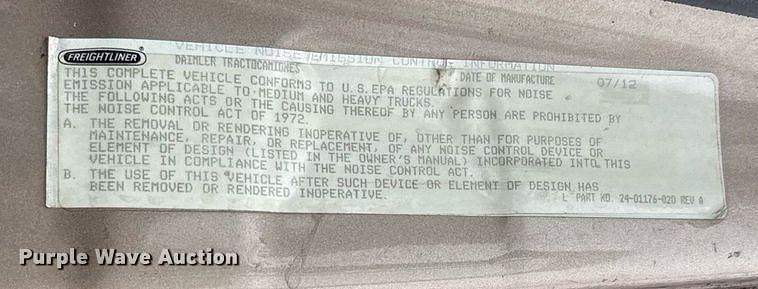 VEHICLE NOISE EMISSION CONTROL INFORMATION
FREIGHTLINER
DAIMLER TRACTOCAMIONES
DATE OF MANUFACTURE 07/12
THIS COMPLETE VEHICLE CONFORMS TO U.S.EPA REGULATIONS FOR NOISE
EMISSION APPLICABLE TO MEDIUM AND HEAVY TRUCKS.
THE FOLLOWING ACTS OR THE CAUSING THEREOF BY ANY PERSON ARE PROHIBITED BY
THE NOISE CONTROL ACT OF 1972.
A. THE REMOVAL OR RENDERING INOPERATIVE OF, OTHER THAN FOR PURPOSES OF
MAINTENANCE, REPAIR, OR REPLACEMENT, OF ANY NOISE CONTROL DEVICE OR
ELEMENT OF DESIGN (LISTED IN THE OWNER'S MANUAL) INCORPORATED INTO THIS
VEHICLE IN COMPLIANCE WITH THE NOISE CONTROL ACT.
B. THE USE OF THIS VEHICLE AFTER SUCH DEVICE OR ELEMENT OF DESIGN HAS
BEEN REMOVED OR RENDERED INOPERATIVE.
PART NO. 24-01176-020 REV A
Purple Wave Auction